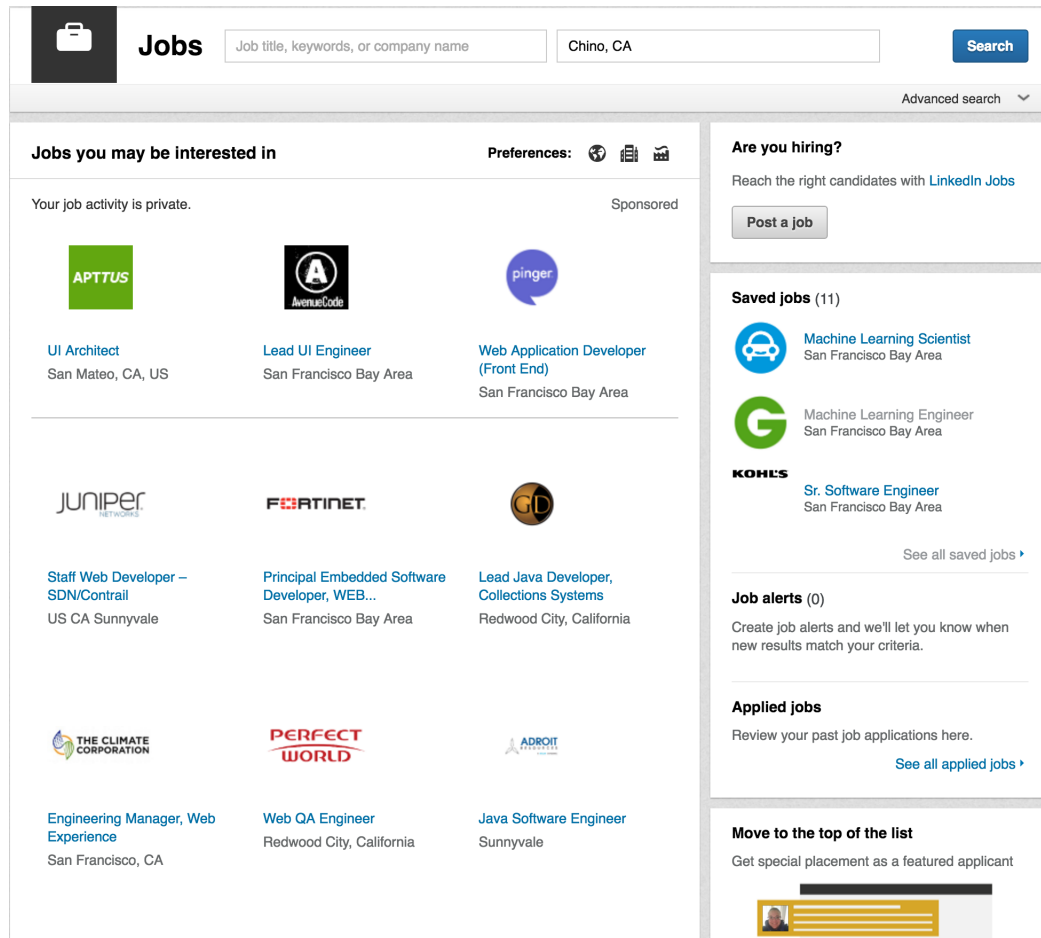 Jobs
Job title, keywords, or company name
Chino, CA
Search
Advanced search
Jobs you may be interested in
Preferences:
Your job activity is private.
Sponsored
APTTUS
A
AvenueCode
pinger
UI Architect
San Mateo, CA, US
Lead UI Engineer
San Francisco Bay Area
Web Application Developer
(Front End)
San Francisco Bay Area
JUNIPER
NETWORKS
FORTINET
GD
Staff Web Developer –
SDN/Contrail
US CA Sunnyvale
Principal Embedded Software
Developer, WEB...
San Francisco Bay Area
Lead Java Developer,
Collections Systems
Redwood City, California
THE CLIMATE
CORPORATION
PERFECT
WORLD
ADROIT
RESOURCES
Engineering Manager, Web
Experience
San Francisco, CA
Web QA Engineer
Redwood City, California
Java Software Engineer
Sunnyvale
Are you hiring?
Reach the right candidates with LinkedIn Jobs
Post a job
Saved jobs (11)
Machine Learning Scientist
San Francisco Bay Area
G
Machine Learning Engineer
San Francisco Bay Area
KOHL'S
Sr. Software Engineer
San Francisco Bay Area
See all saved jobs
Job alerts (0)
Create job alerts and we'll let you know when
new results match your criteria.
Applied jobs
Review your past job applications here.
See all applied jobs
Move to the top of the list
Get special placement as a featured applicant